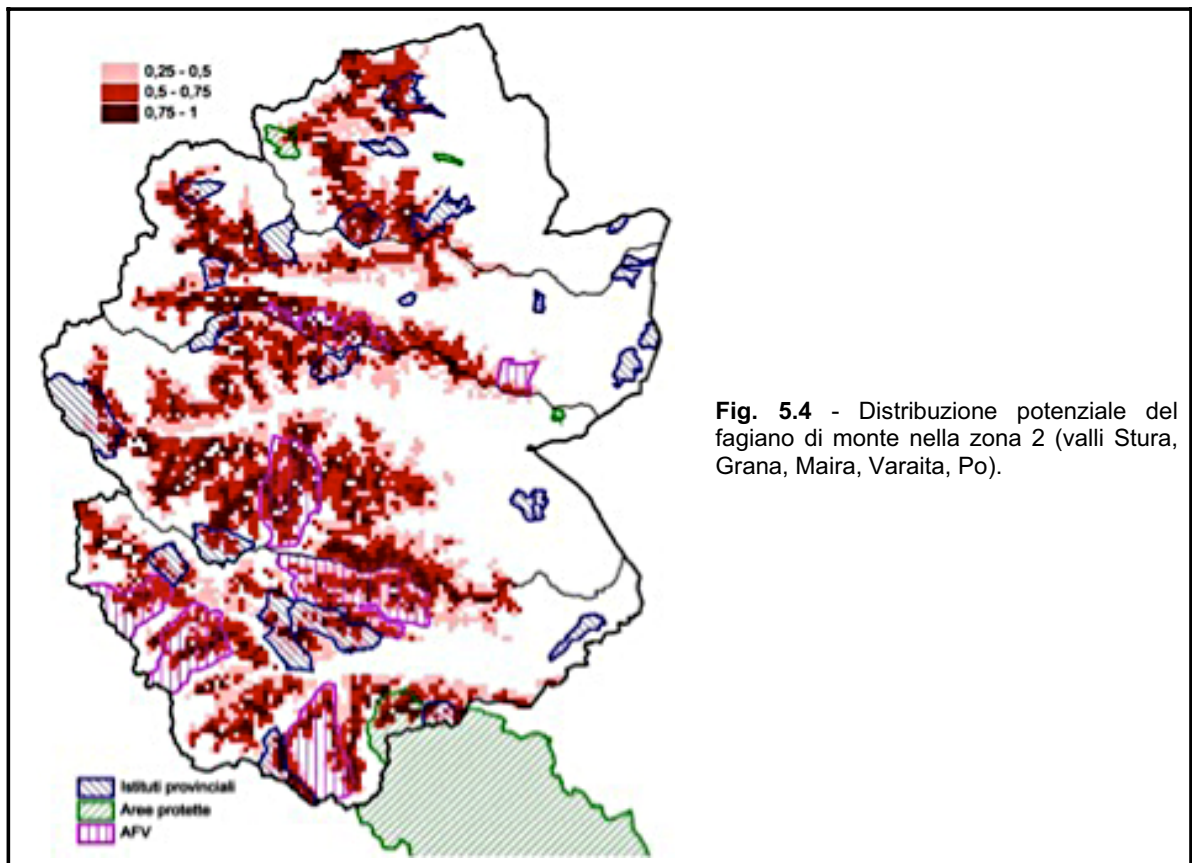 0,25 - 0,5
0,5 - 0,75
0,75 - 1
Fig. 5.4 - Distribuzione potenziale del
fagiano di monte nella zona 2 (valli Stura,
Grana, Maira, Varaita, Po).
Istituti provinciali
Aree protette
AFV